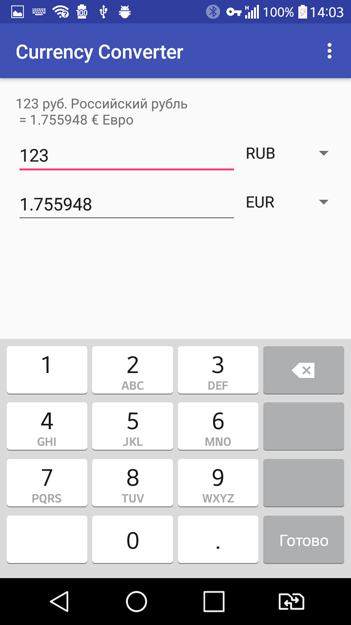 100% 14:03
Currency Converter
123 руб. Российский рубль
= 1.755948 € Евро
123 RUB
1.755948 EUR
1 2 ABC 3 DEF
4 GHI 5 JKL 6 MNO
7 PQRS 8 TUV 9 WXYZ
0 . Готово